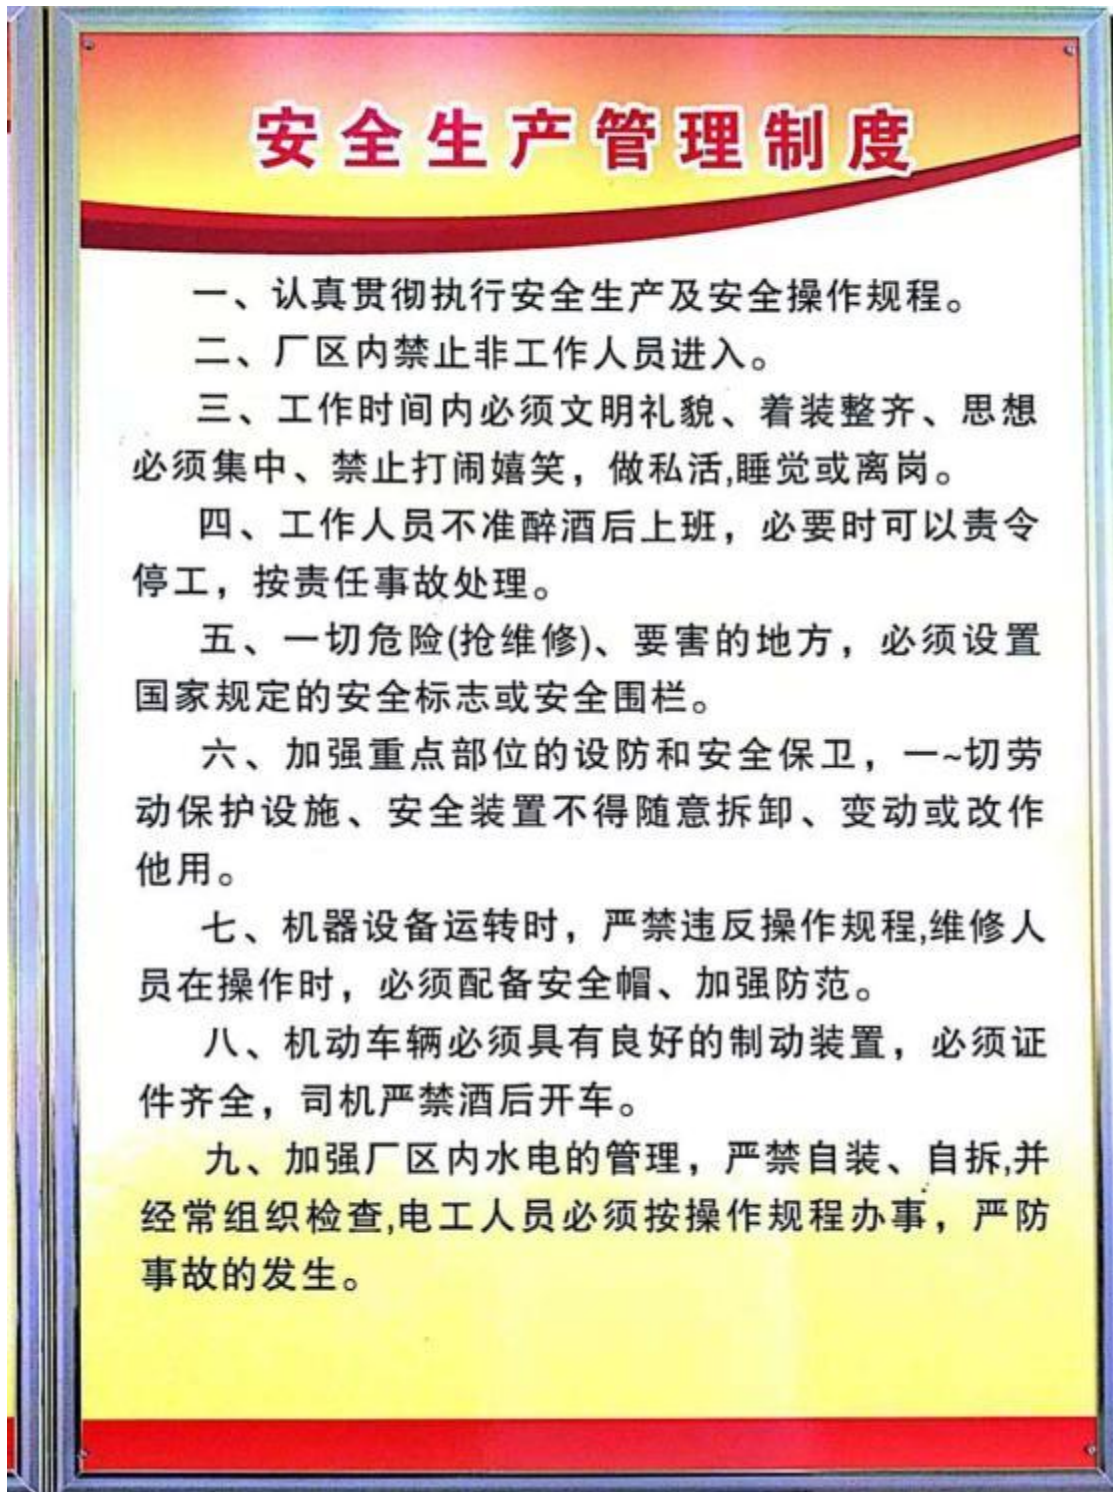 安全生产管理制度
一、认真贯彻执行安全生产及安全操作规程。
二、厂区内禁止非工作人员进入。
三、工作时间内必须文明礼貌、着装整齐、思想
必须集中、禁止打闹嬉笑，做私活,睡觉或离岗。
四、工作人员不准醉酒后上班，必要时可以责令
停工，按责任事故处理。
五、一切危险(抢维修)、要害的地方，必须设置
国家规定的安全标志或安全围栏。
六、加强重点部位的设防和安全保卫，一~切劳
动保护设施、安全装置不得随意拆卸、变动或改作
他用。
七、机器设备运转时，严禁违反操作规程,维修人
员在操作时，必须配备安全帽、加强防范。
八、机动车辆必须具有良好的制动装置，必须证
件齐全，司机严禁酒后开车。
九、加强厂区内水电的管理，严禁自装、自拆,并
经常组织检查,电工人员必须按操作规程办事，严防
事故的发生。